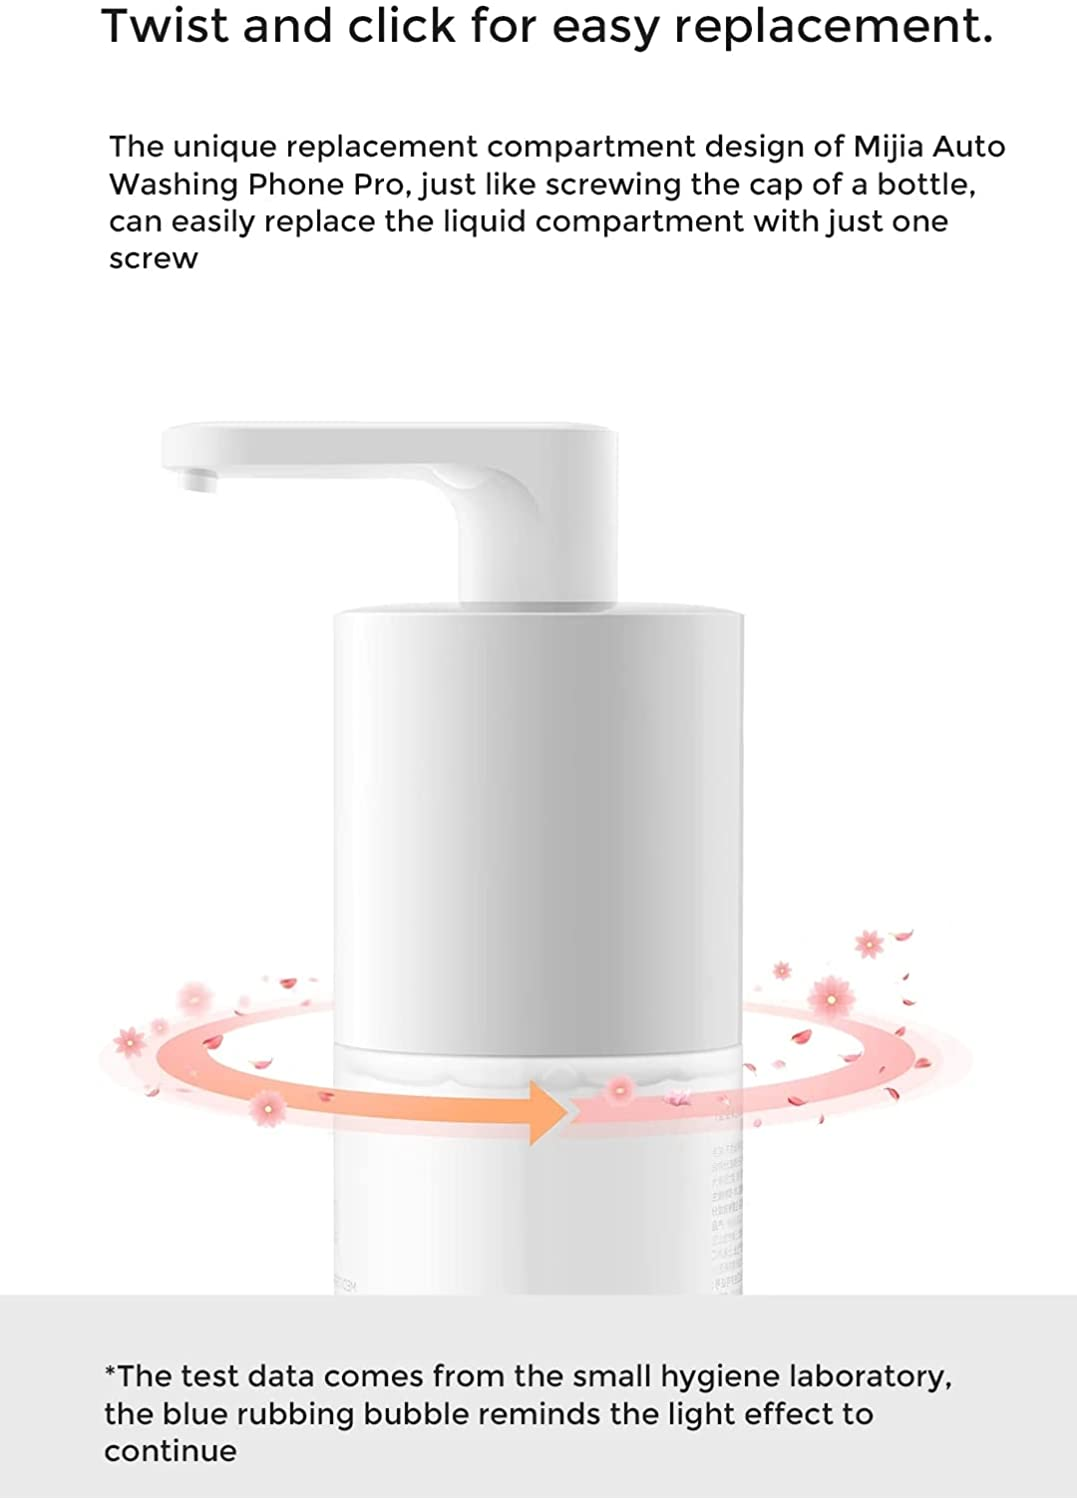 Twist and click for easy replacement.
The unique replacement compartment design of Mijia Auto
Washing Phone Pro, just like screwing the cap of a bottle,
can easily replace the liquid compartment with just one
screw
*The test data comes from the small hygiene laboratory,
the blue rubbing bubble reminds the light effect to
continue